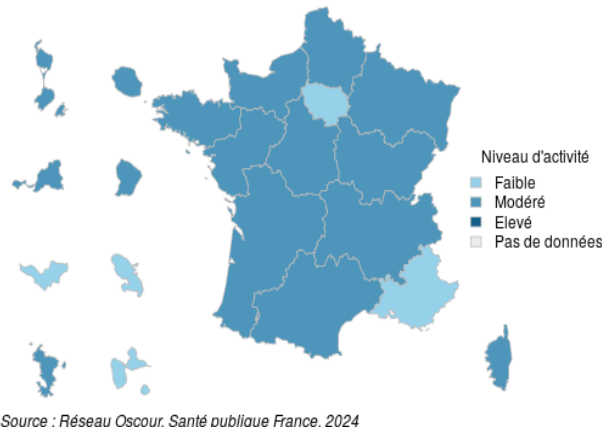 Niveau d'activité
Faible
Modéré
Elevé
Pas de données
Source : Réseau Oscour, Santé publique France, 2024